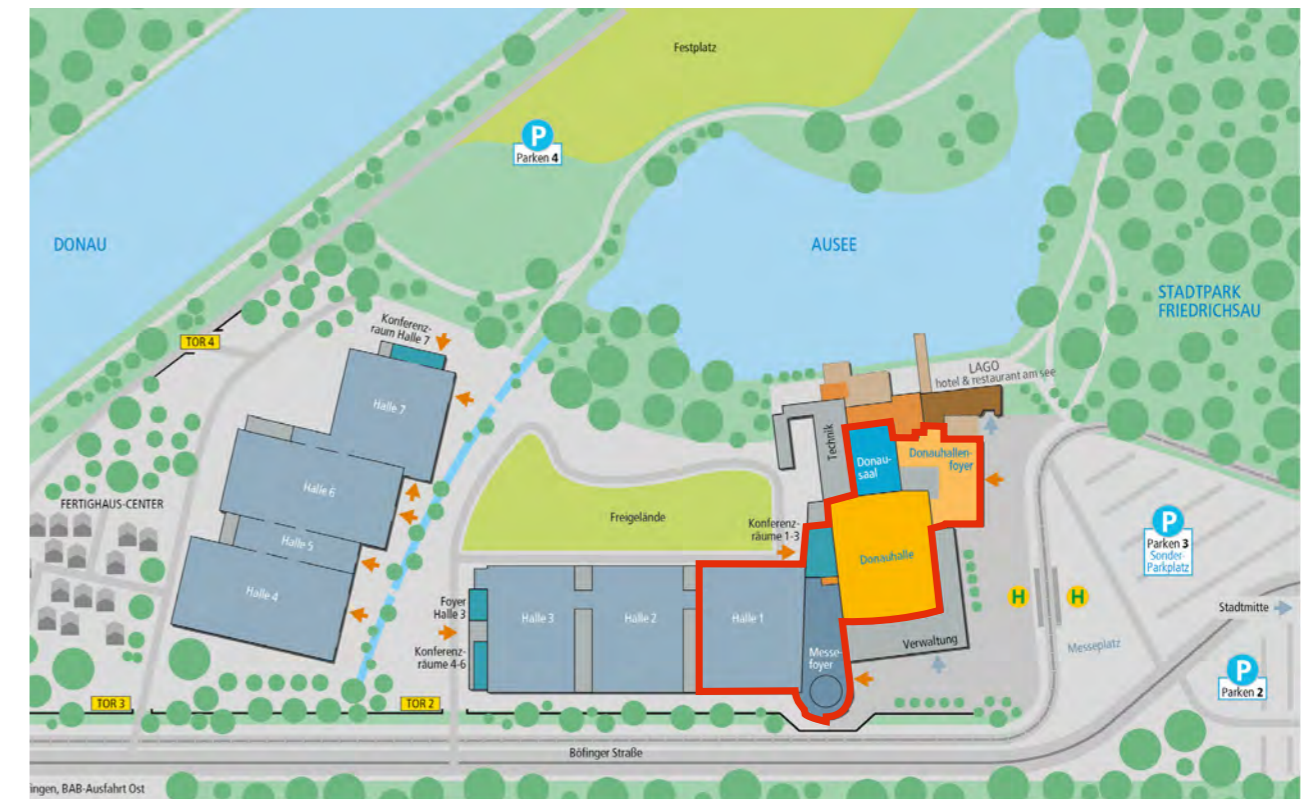 Festplatz
P
Parken 4
DONAU
AUSEE
STADTPARK
FRIEDRICHSAU
Konferenz-
raum Halle 7
TOR 4
LAGO
hotel & restaurant am see
Halle 7
Technik
Donau-
saal
Donauhallen-
foyer
Halle 6
FERTIGHAUS-CENTER
Freigelände
Konferenz-
räume 1-3
P
Parken 3
Sonder-
Parkplatz
Halle 5
Donauhalle
Halle 4
Foyer
Halle 3
Halle 3
Halle 2
Halle 1
H
H
Stadtmitte
Konferenz-
räume 4-6
Messe-
foyer
Verwaltung
Messeplatz
P
Parken 2
TOR 3
TOR 2
Böfinger Straße
ingen, BAB-Ausfahrt Ost